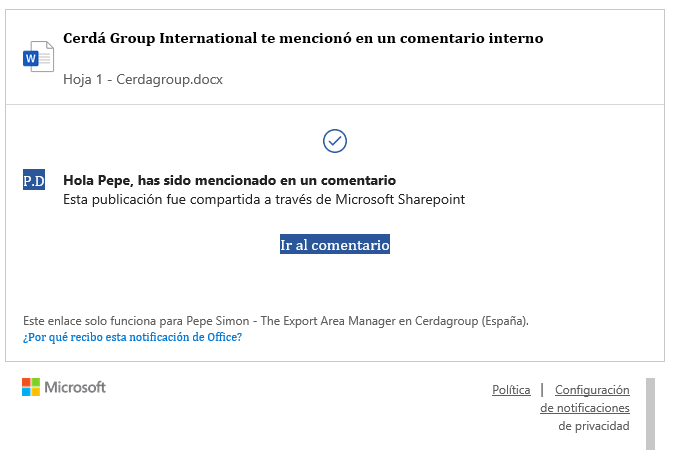 Cerdá Group International te mencionó en un comentario interno
W
Hoja 1 - Cerdagroup.docx
P.D
Hola Pepe, has sido mencionado en un comentario
Esta publicación fue compartida a través de Microsoft Sharepoint
Ir al comentario
Este enlace solo funciona para Pepe Simon - The Export Area Manager en Cerdagroup (España).
¿Por qué recibo esta notificación de Office?
Microsoft
Política | Configuración
de notificaciones
de privacidad